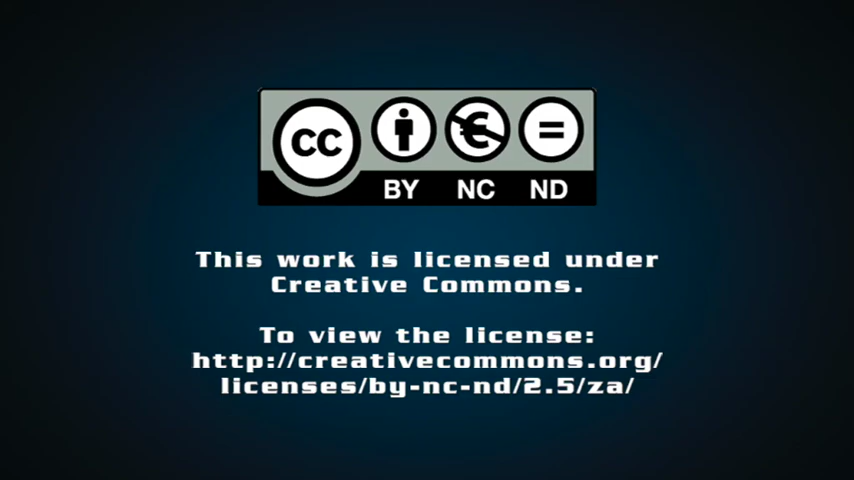 CC
BY NC ND
This work is licensed under
Creative Commons.
To view the license:
http://creativecommons.org/
licenses/by-nc-nd/2.5/za/